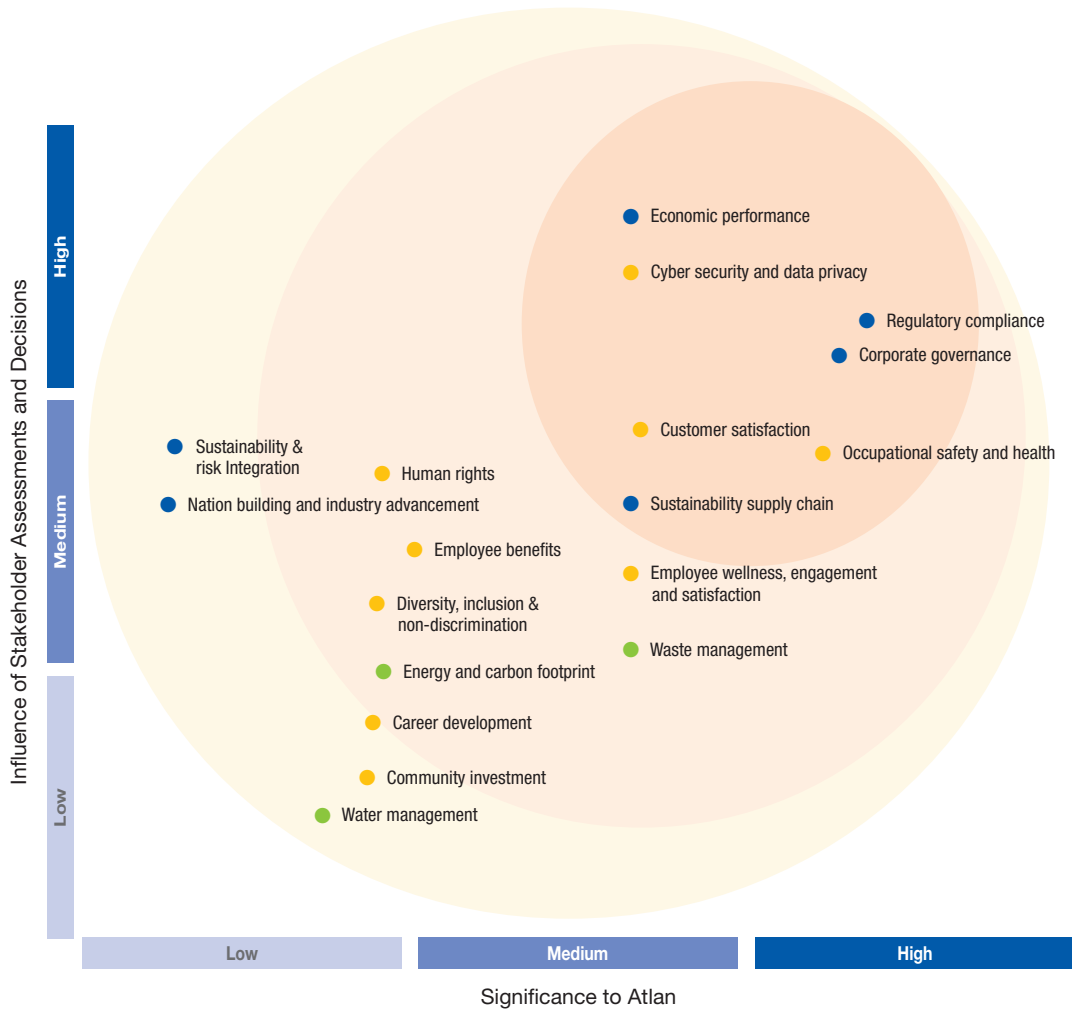 Influence of Stakeholder Assessments and Decisions
High
Medium
Low
Economic performance
Cyber security and data privacy
Regulatory compliance
Corporate governance
Customer satisfaction
Occupational safety and health
Sustainability &
risk Integration
Human rights
Nation building and industry advancement
Sustainability supply chain
Employee benefits
Employee wellness, engagement
and satisfaction
Diversity, inclusion &
non-discrimination
Waste management
Energy and carbon footprint
Career development
Community investment
Water management
Low
Medium
High
Significance to Atlan